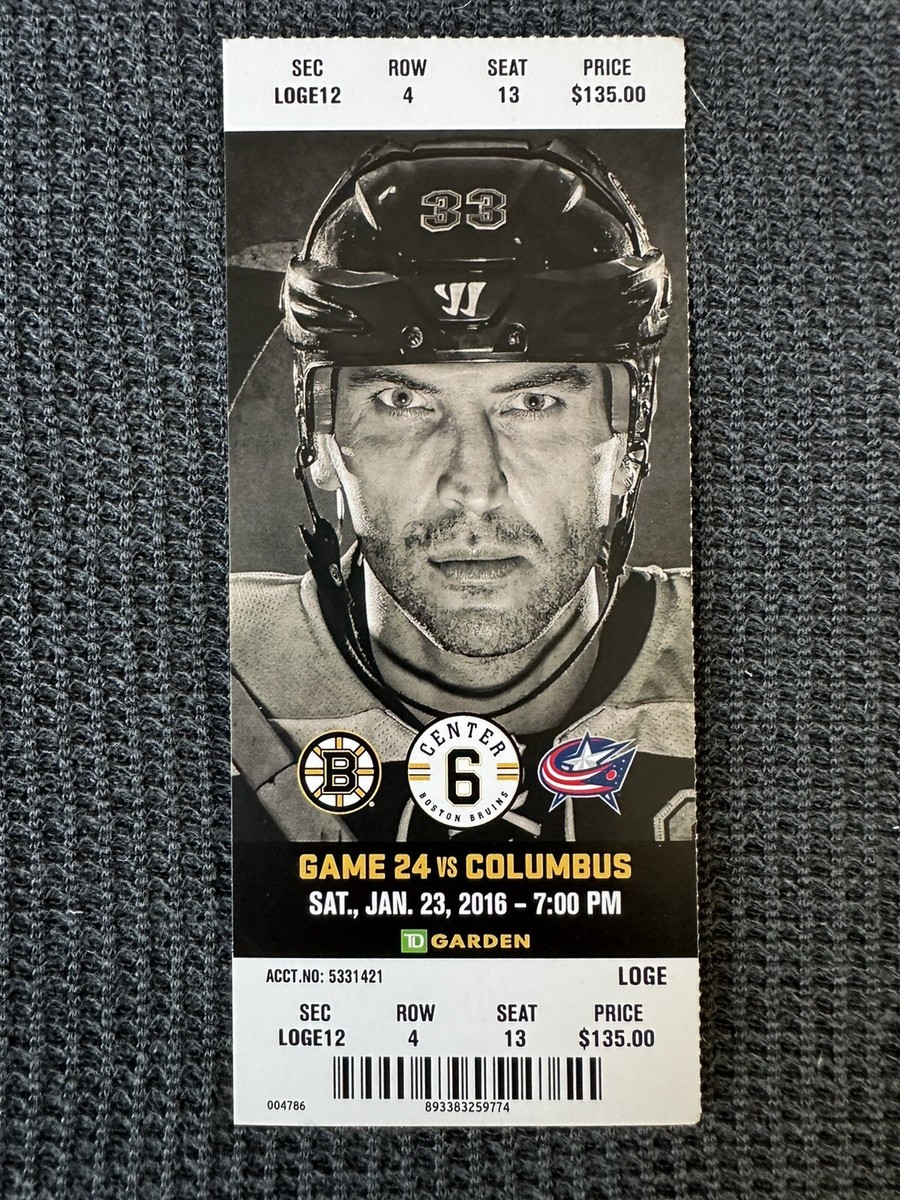 SEC ROW SEAT PRICE
LOGE12 4 13 $135.00
33
B
CENTER
6
BOSTON BRUINS
GAME 24 VS COLUMBUS
SAT., JAN. 23, 2016 – 7:00 PM
TD GARDEN
ACCT.NO: 5331421 LOGE
SEC ROW SEAT PRICE
LOGE12 4 13 $135.00
004786 893383259774